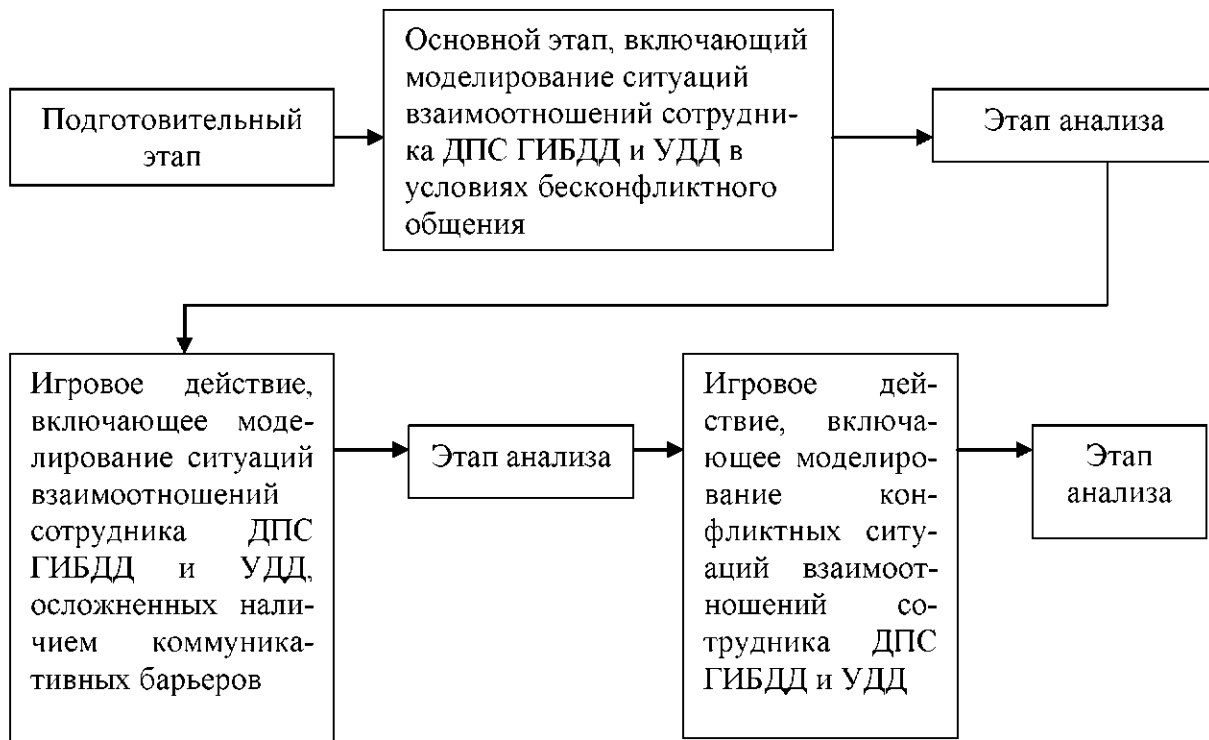 Подготовительный
этап
Основной этап, включающий
моделирование ситуаций
взаимоотношений сотрудни-
ка ДПС ГИБДД и УДД в
условиях бесконфликтного
общения
Этап анализа
Игровое действие,
включающее моде-
лирование ситуаций
взаимоотношений
сотрудника ДПС
ГИБДД и УДД,
осложненных нали-
чием коммуника-
тивных барьеров
Этап анализа
Игровое дей-
ствие, включа-
ющее моделиро-
вание кон-
фликтных ситу-
аций взаимоот-
ношений со-
трудника ДПС
ГИБДД и УДД
Этап
анализа